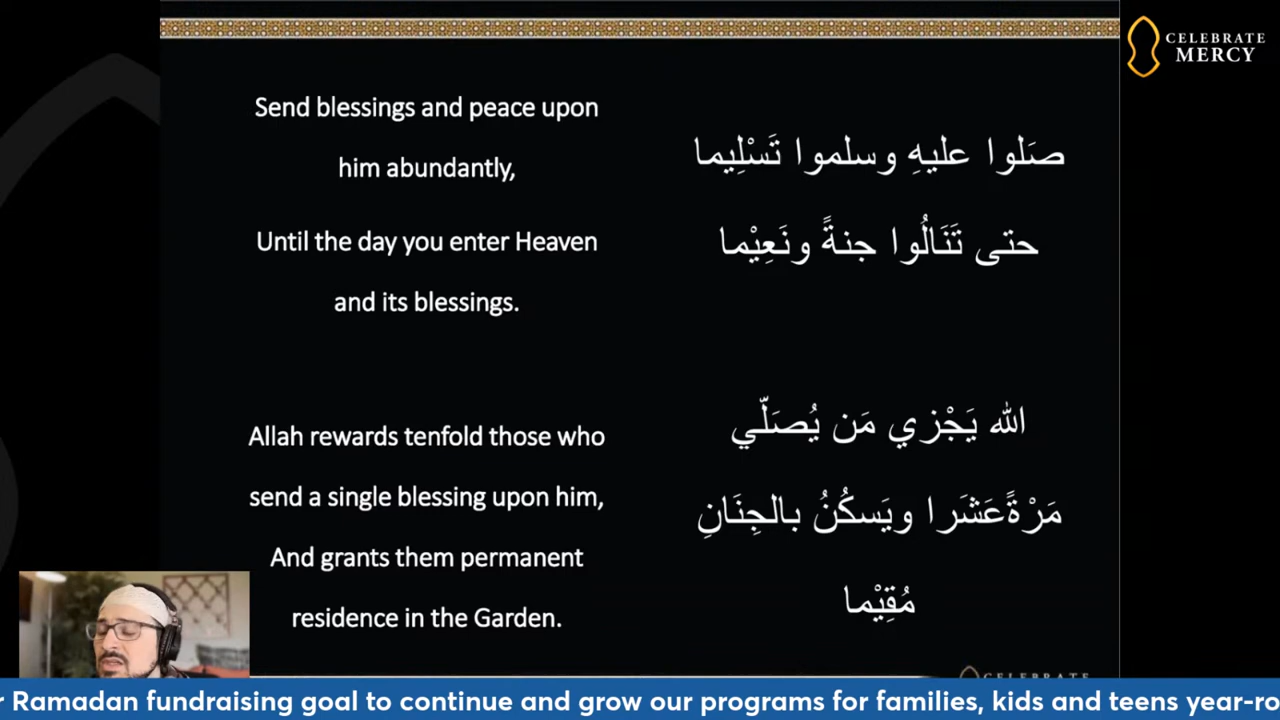 CELEBRATE
MERCY
Send blessings and peace upon
him abundantly,
Until the day you enter Heaven
and its blessings.
صَلوا عليهِ وسلموا تَسْلِيما
حتى تَنَالُوا جنةً ونَعِيْما
Allah rewards tenfold those who
send a single blessing upon him,
And grants them permanent
residence in the Garden.
الله يَجْزي مَن يُصَلّي
مَرْةًعَشَرا ويَسكُنُ بالجِنَانِ
مُقِيْما
CELEBRATE
r Ramadan fundraising goal to continue and grow our programs for families, kids and teens year-ro